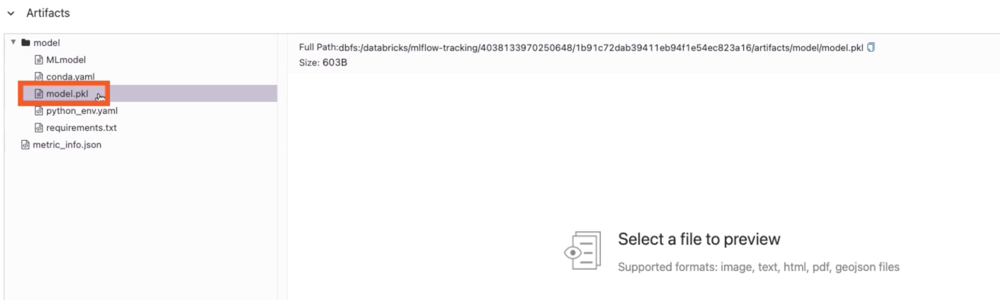 Artifacts
model
MLmodel
conda.yaml
model.pkl
python_env.yaml
requirements.txt
metric_info.json
Full Path:dbfs:/databricks/mlflow-tracking/4038133970250648/1b91c72dab39411eb94f1e54ec823a16/artifacts/model/model.pkl
Size: 603B
Select a file to preview
Supported formats: image, text, html, pdf, geojson files